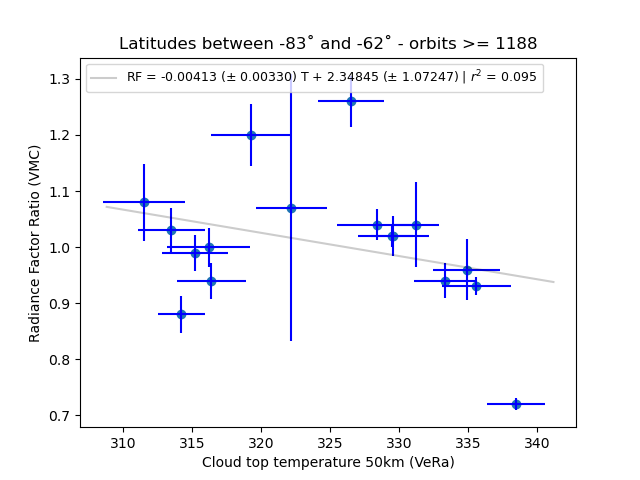 Latitudes between -83° and -62° - orbits >= 1188
RF = -0.00413 (± 0.00330) T + 2.34845 (± 1.07247) | r² = 0.095
1.3
1.2
1.1
1.0
0.9
0.8
0.7
Radiance Factor Ratio (VMC)
310 315 320 325 330 335 340
Cloud top temperature 50km (VeRa)